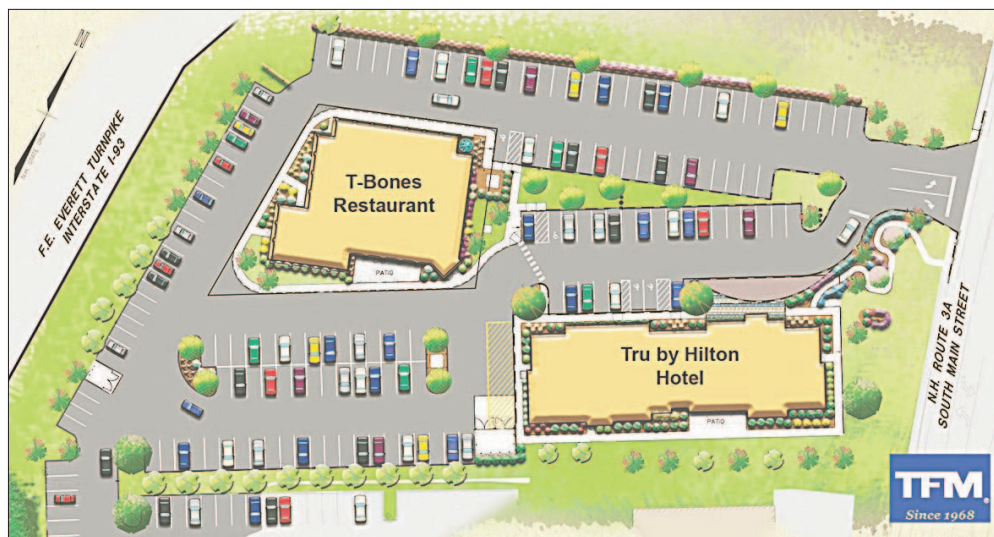 N
F.E. EVERETT TURNPIKE
INTERSTATE I-93
T-Bones
Restaurant
PATIO
Tru by Hilton
Hotel
PATIO
N.H. ROUTE 3A
SOUTH MAIN STREET
TFM
Since 1968